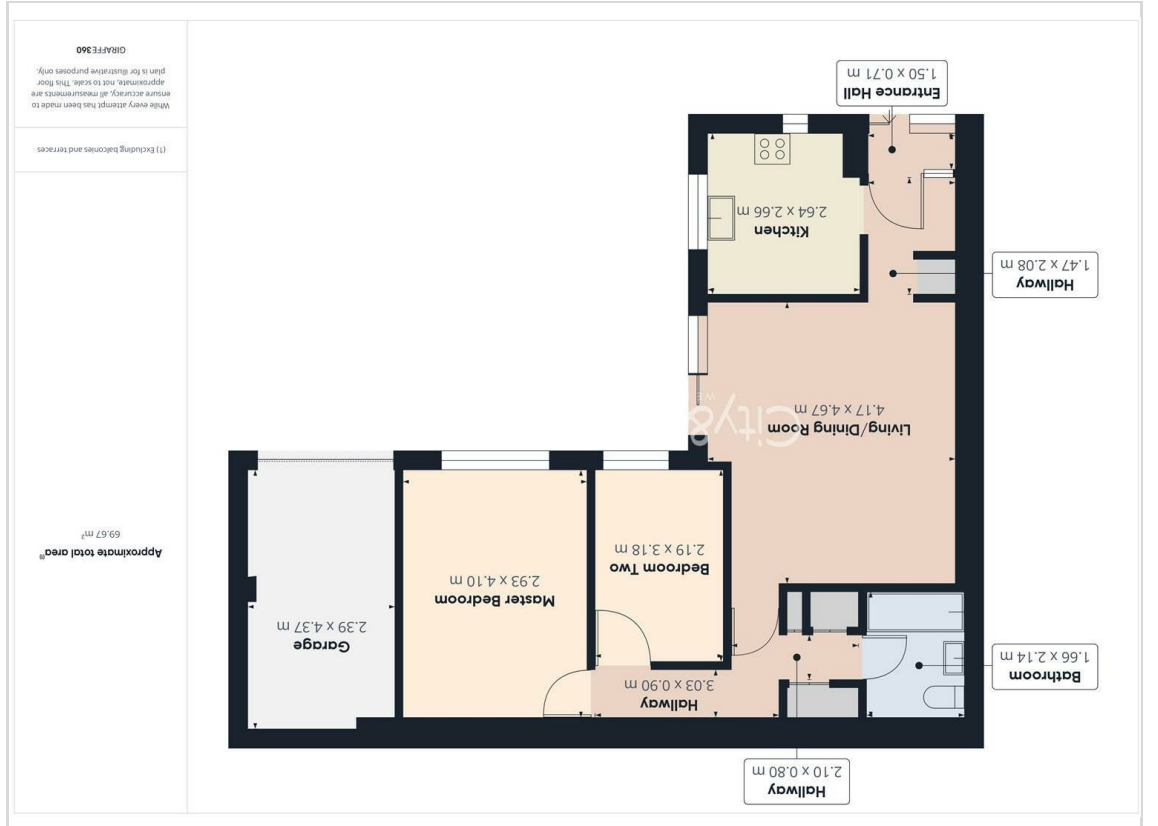 Hallway
2.10 x 0.80 m
Bathroom
1.66 x 2.14 m
Hallway
3.03 x 0.90 m
Garage
2.39 x 4.37 m
Master Bedroom
2.93 x 4.10 m
Bedroom Two
2.19 x 3.18 m
Living/Dining Room
4.17 x 4.67 m
City&
Hallway
1.47 x 2.08 m
Kitchen
2.64 x 2.66 m
Entrance Hall
1.50 x 0.71 m
Approximate total area(1)
69.67 m²
(1) Excluding balconies and terraces
While every attempt has been made to
ensure accuracy, all measurements are
approximate, not to scale. This floor
plan is for illustrative purposes only.
GIRAFFE360